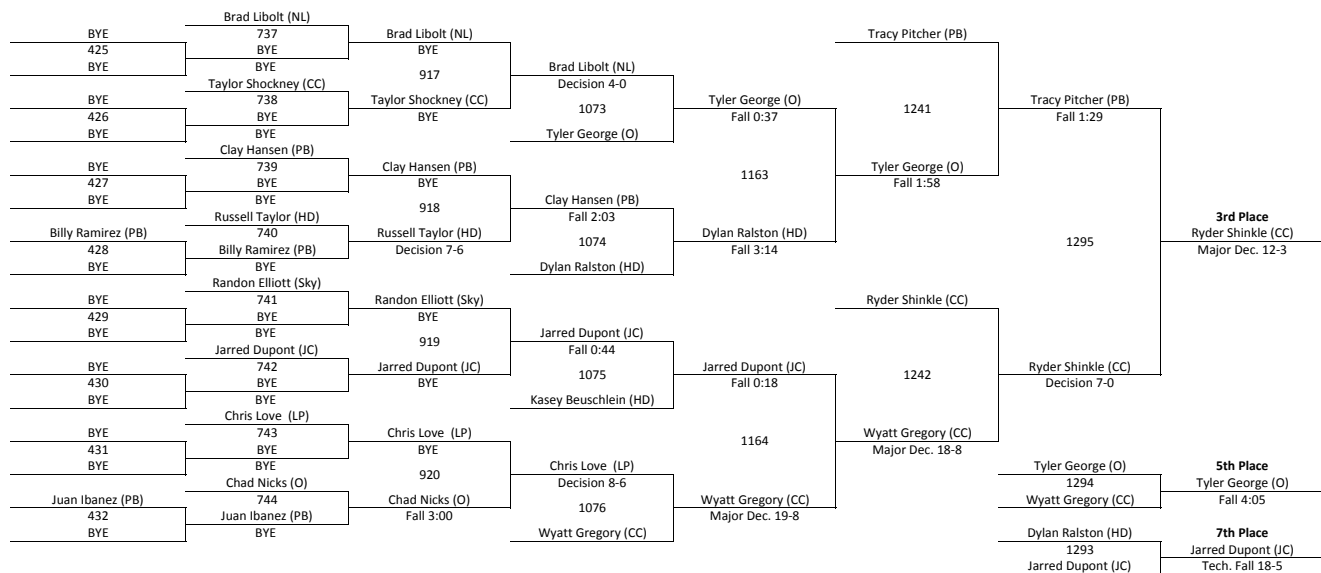 Brad Libolt (NL)
BYE 737 Brad Libolt (NL) Tracy Pitcher (PB)
425 BYE BYE
BYE 917 Brad Libolt (NL)
Taylor Shockney (CC) Decision 4-0
BYE 738 Taylor Shockney (CC) 1073 Tyler George (O) 1241 Tracy Pitcher (PB)
426 BYE BYE Fall 0:37 Fall 1:29
BYE BYE Tyler George (O)
Clay Hansen (PB)
BYE 739 Clay Hansen (PB) 1163 Tyler George (O)
427 BYE BYE Fall 1:58
BYE BYE 918 Clay Hansen (PB)
Russell Taylor (HD) Fall 2:03 3rd Place
Billy Ramirez (PB) 740 Russell Taylor (HD) 1074 Dylan Ralston (HD) 1295 Ryder Shinkle (CC)
428 Billy Ramirez (PB) Decision 7-6 Fall 3:14 Major Dec. 12-3
BYE BYE Dylan Ralston (HD)
Randon Elliott (Sky)
BYE 741 Randon Elliott (Sky) Ryder Shinkle (CC)
429 BYE BYE
BYE BYE 919 Jarred Dupont (JC)
Jarred Dupont (JC) Fall 0:44
BYE 742 Jarred Dupont (JC) 1075 Jarred Dupont (JC) 1242 Ryder Shinkle (CC)
430 BYE BYE Fall 0:18 Decision 7-0
BYE BYE Kasey Beuschlein (HD)
Chris Love (LP)
BYE 743 Chris Love (LP) 1164 Wyatt Gregory (CC)
431 BYE BYE Major Dec. 18-8
BYE BYE 920 Chris Love (LP) Tyler George (O) 5th Place
Chad Nicks (O) Decision 8-6 1294 Tyler George (O)
Juan Ibanez (PB) 744 Chad Nicks (O) 1076 Wyatt Gregory (CC) Wyatt Gregory (CC) Fall 4:05
432 Juan Ibanez (PB) Fall 3:00 Major Dec. 19-8
BYE BYE Wyatt Gregory (CC) Dylan Ralston (HD) 7th Place
1293 Jarred Dupont (JC)
Jarred Dupont (JC) Tech. Fall 18-5